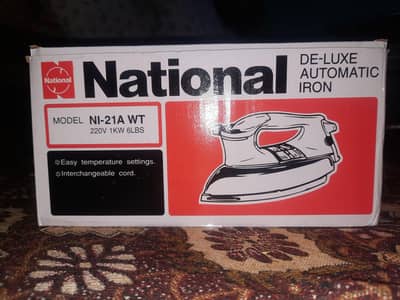 National
National
DE-LUXE
AUTOMATIC
IRON
MODEL NI-21A WT
220V 1KW 6LBS
Easy temperature settings.
Interchangeable cord.